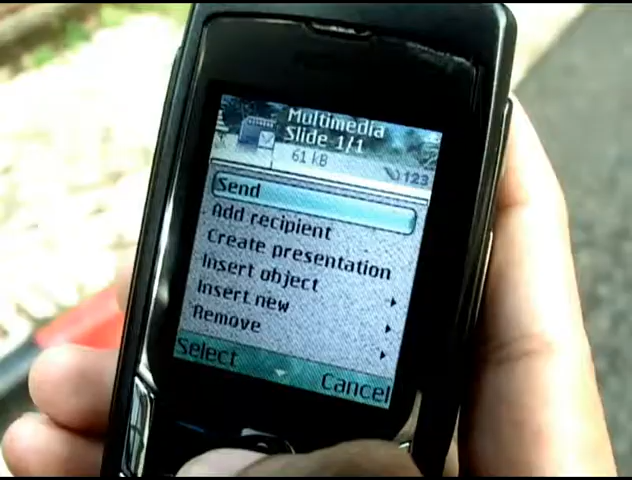 Multimedia
Slide 1/1
61 kB
123
Send
Add recipient
Create presentation
Insert object
Insert new
Remove
Select
Cancel